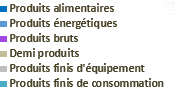 Produits alimentaires
Produits énergétiques
Produits bruts
Demi produits
Produits finis d'équipement
Produits finis de consommation